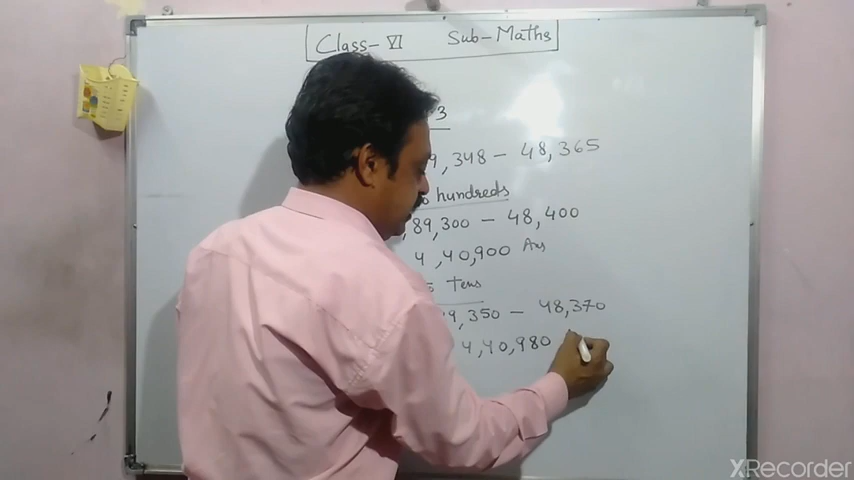 Class-VI Sub-Maths
3
9,348 - 48,365
hundreds
,89,300 - 48,400
4,40,900 Ans
Tens
9,350 - 48,370
4,40,980
XRecorder